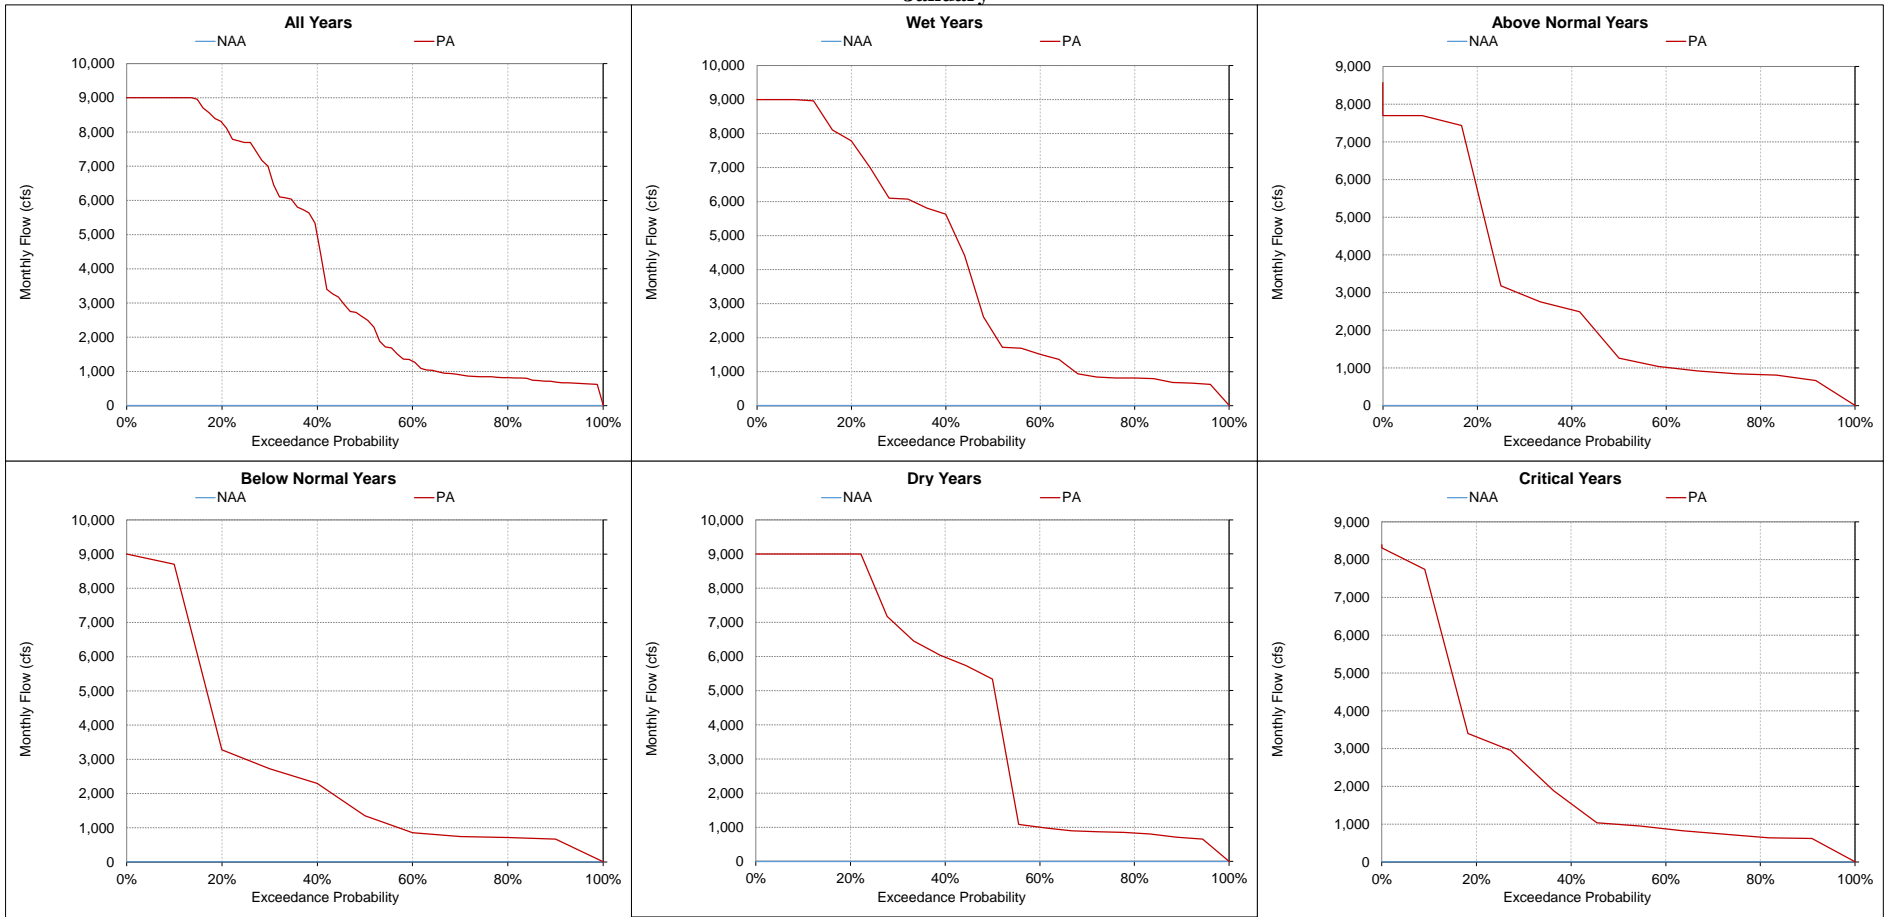 January
All Years
NAA PA
10,000
9,000
8,000
7,000
6,000
5,000
4,000
3,000
2,000
1,000
0
Monthly Flow (cfs)
0% 20% 40% 60% 80% 100%
Exceedance Probability
Wet Years
NAA PA
10,000
9,000
8,000
7,000
6,000
5,000
4,000
3,000
2,000
1,000
0
Monthly Flow (cfs)
0% 20% 40% 60% 80% 100%
Exceedance Probability
Above Normal Years
NAA PA
9,000
8,000
7,000
6,000
5,000
4,000
3,000
2,000
1,000
0
Monthly Flow (cfs)
0% 20% 40% 60% 80% 100%
Exceedance Probability
Below Normal Years
NAA PA
10,000
9,000
8,000
7,000
6,000
5,000
4,000
3,000
2,000
1,000
0
Monthly Flow (cfs)
0% 20% 40% 60% 80% 100%
Exceedance Probability
Dry Years
NAA PA
10,000
9,000
8,000
7,000
6,000
5,000
4,000
3,000
2,000
1,000
0
Monthly Flow (cfs)
0% 20% 40% 60% 80% 100%
Exceedance Probability
Critical Years
NAA PA
9,000
8,000
7,000
6,000
5,000
4,000
3,000
2,000
1,000
0
Monthly Flow (cfs)
0% 20% 40% 60% 80% 100%
Exceedance Probability